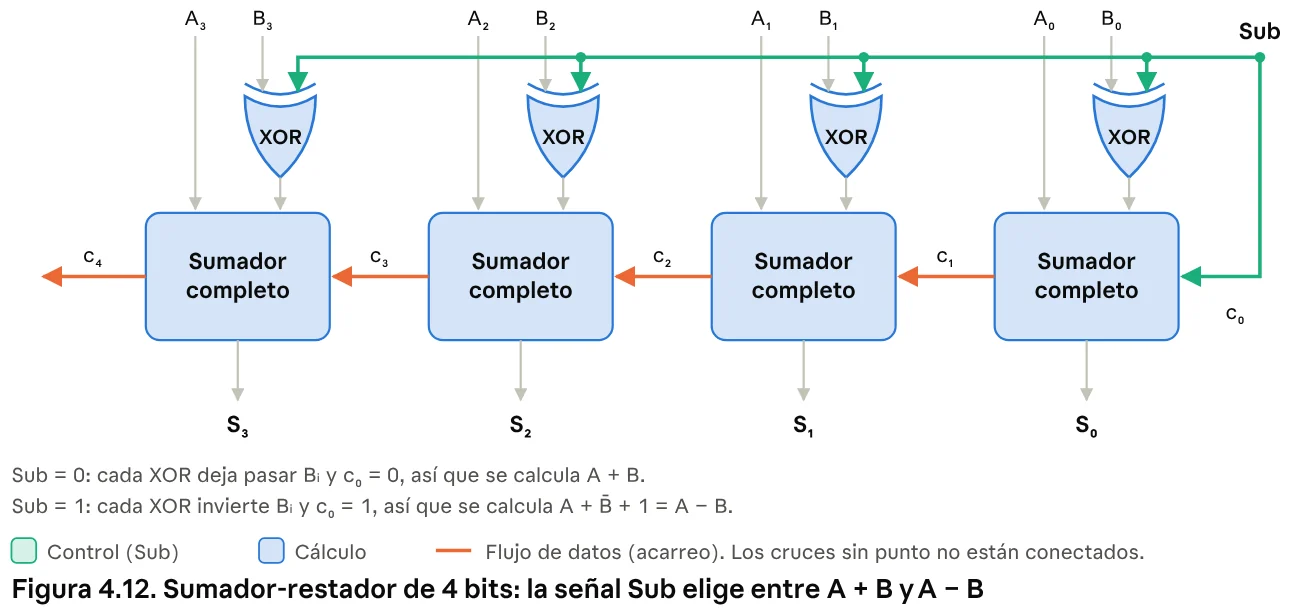 A₃ B₃ A₂ B₂ A₁ B₁ A₀ B₀ Sub
XOR XOR XOR XOR
c₄ Sumador completo c₃ Sumador completo c₂ Sumador completo c₁ Sumador completo
c₀
S₃ S₂ S₁ S₀
Sub = 0: cada XOR deja pasar Bᵢ y c₀ = 0, así que se calcula A + B.
Sub = 1: cada XOR invierte Bᵢ y c₀ = 1, así que se calcula A + B̄ + 1 = A − B.
Control (Sub) Cálculo Flujo de datos (acarreo). Los cruces sin punto no están conectados.
Figura 4.12. Sumador-restador de 4 bits: la señal Sub elige entre A + B y A − B